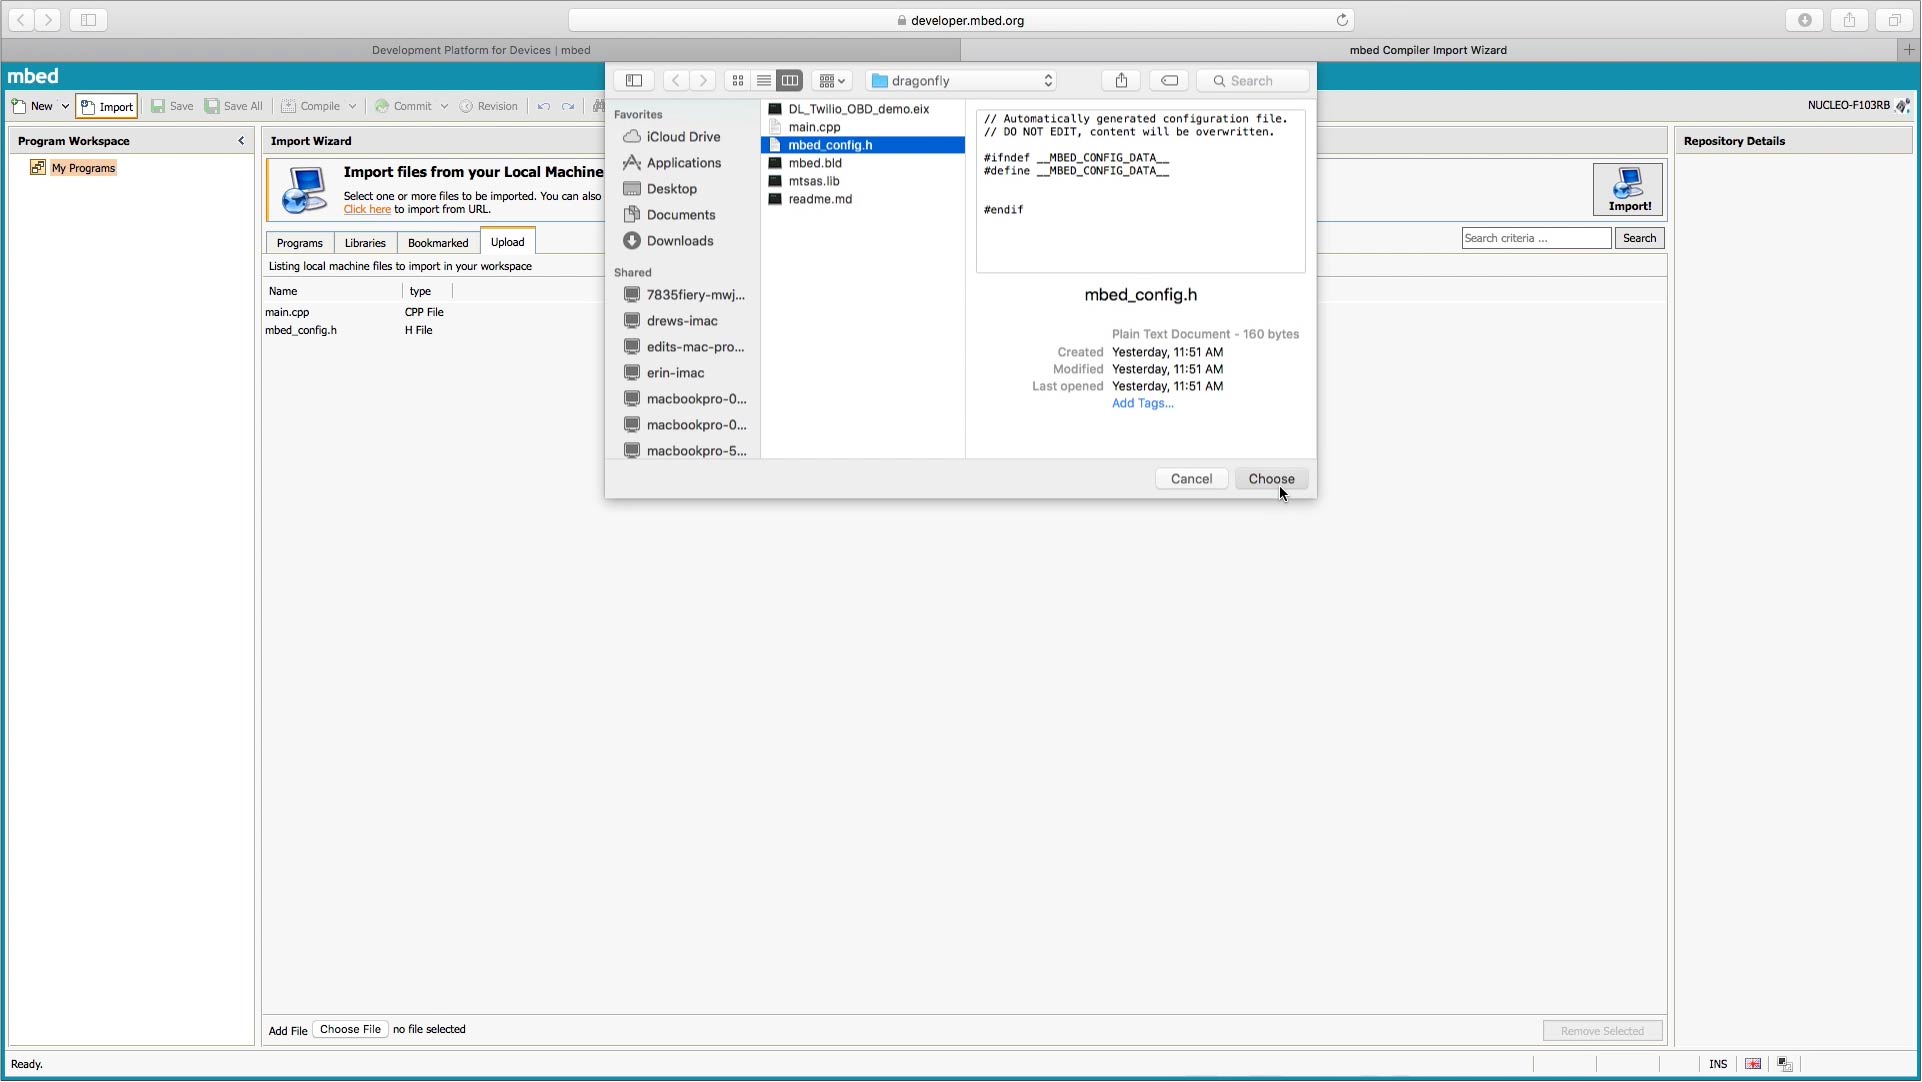 developer.mbed.org
Development Platform for Devices | mbed
mbed Compiler Import Wizard
mbed
New
Import
Save
Save All
Compile
Commit
Revision
NUCLEO-F103RB
Program Workspace
My Programs
Import Wizard
Import files from your Local Machine
Select one or more files to be imported. You can also
Click here to import from URL.
Import!
Programs
Libraries
Bookmarked
Upload
Search criteria ...
Search
Listing local machine files to import in your workspace
Name
type
main.cpp
CPP File
mbed_config.h
H File
dragonfly
Search
Favorites
iCloud Drive
Applications
Desktop
Documents
Downloads
Shared
7835fiery-mwj...
drews-imac
edits-mac-pro...
erin-imac
macbookpro-0...
macbookpro-0...
macbookpro-5...
DL_Twilio_OBD_demo.eix
main.cpp
mbed_config.h
mbed.bld
mtsas.lib
readme.md
// Automatically generated configuration file.
// DO NOT EDIT, content will be overwritten.
#ifndef __MBED_CONFIG_DATA__
#define __MBED_CONFIG_DATA__
#endif
mbed_config.h
Plain Text Document - 160 bytes
Created Yesterday, 11:51 AM
Modified Yesterday, 11:51 AM
Last opened Yesterday, 11:51 AM
Add Tags...
Cancel
Choose
Repository Details
Add File
Choose File
no file selected
Remove Selected
Ready.
INS